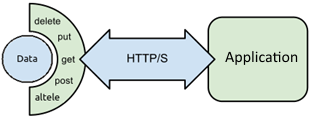 delete
put
Data
get
post
altele
HTTP/S
Application